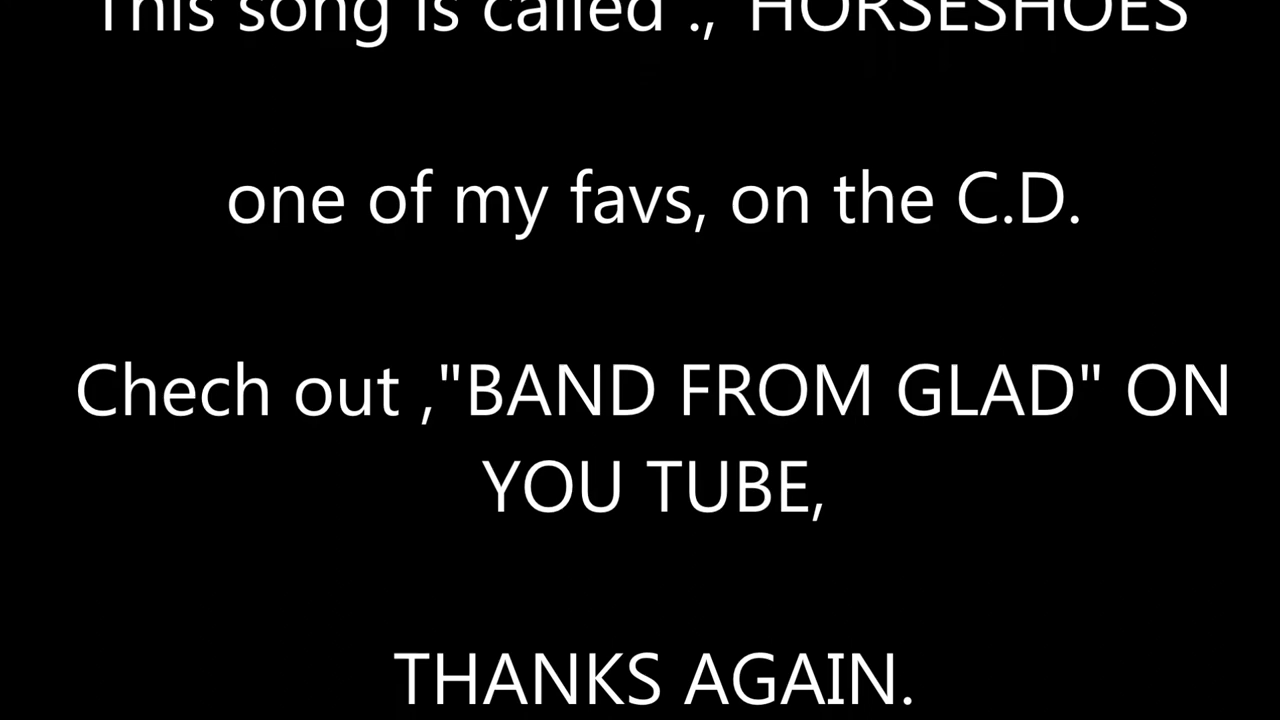 This song is called ., "HORSESHOES
one of my favs, on the C.D.
Chech out ,"BAND FROM GLAD" ON
YOU TUBE,
THANKS AGAIN.